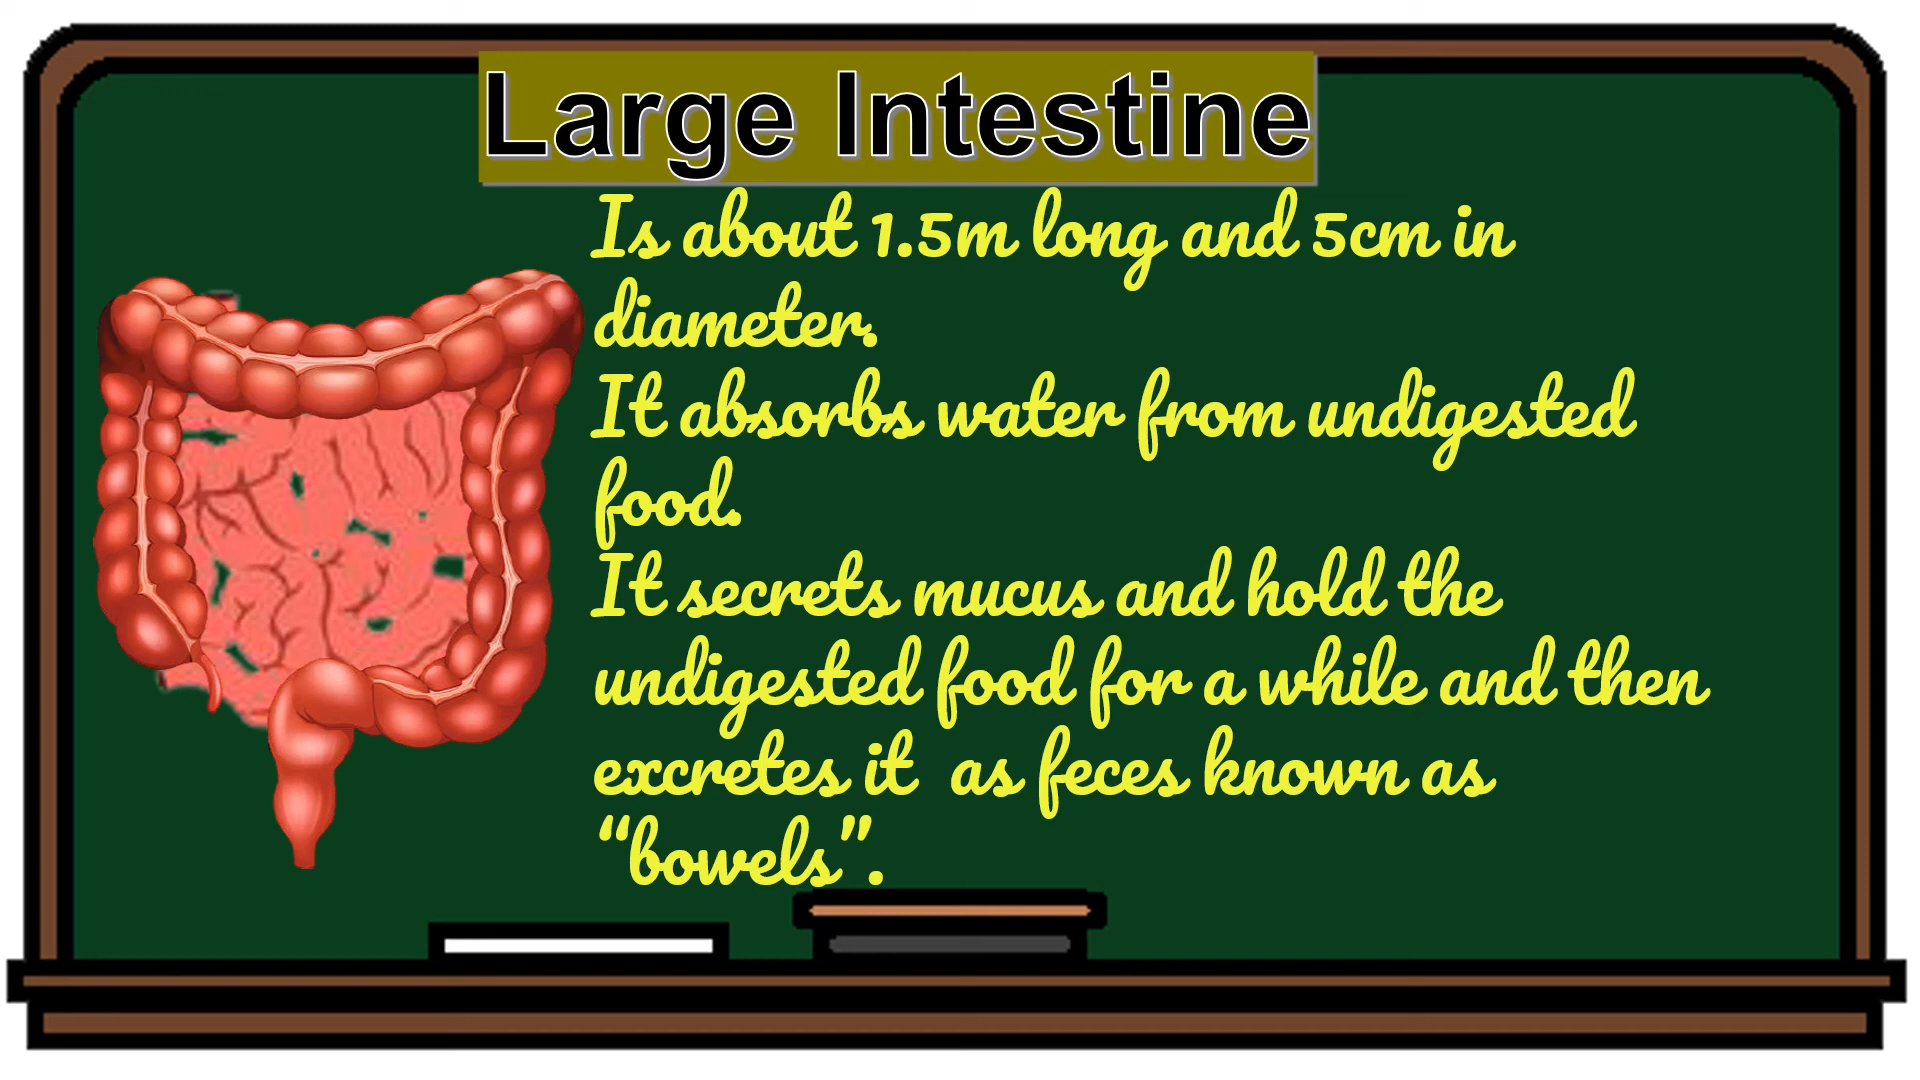 Large Intestine
Is about 1.5m long and 5cm in
diameter.
It absorbs water from undigested
food.
It secrets mucus and hold the
undigested food for a while and then
excretes it  as feces known as
“bowels”.